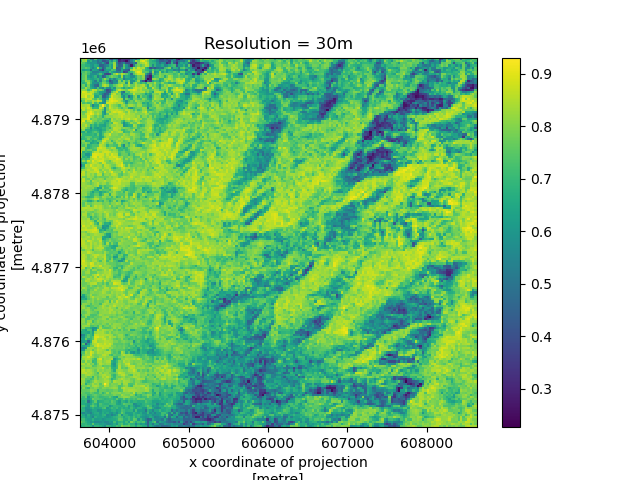 Resolution = 30m
1e6
4.879
4.878
4.877
4.876
4.875
604000 605000 606000 607000 608000
x coordinate of projection
[metre]
y coordinate of projection
[metre]
0.9
0.8
0.7
0.6
0.5
0.4
0.3